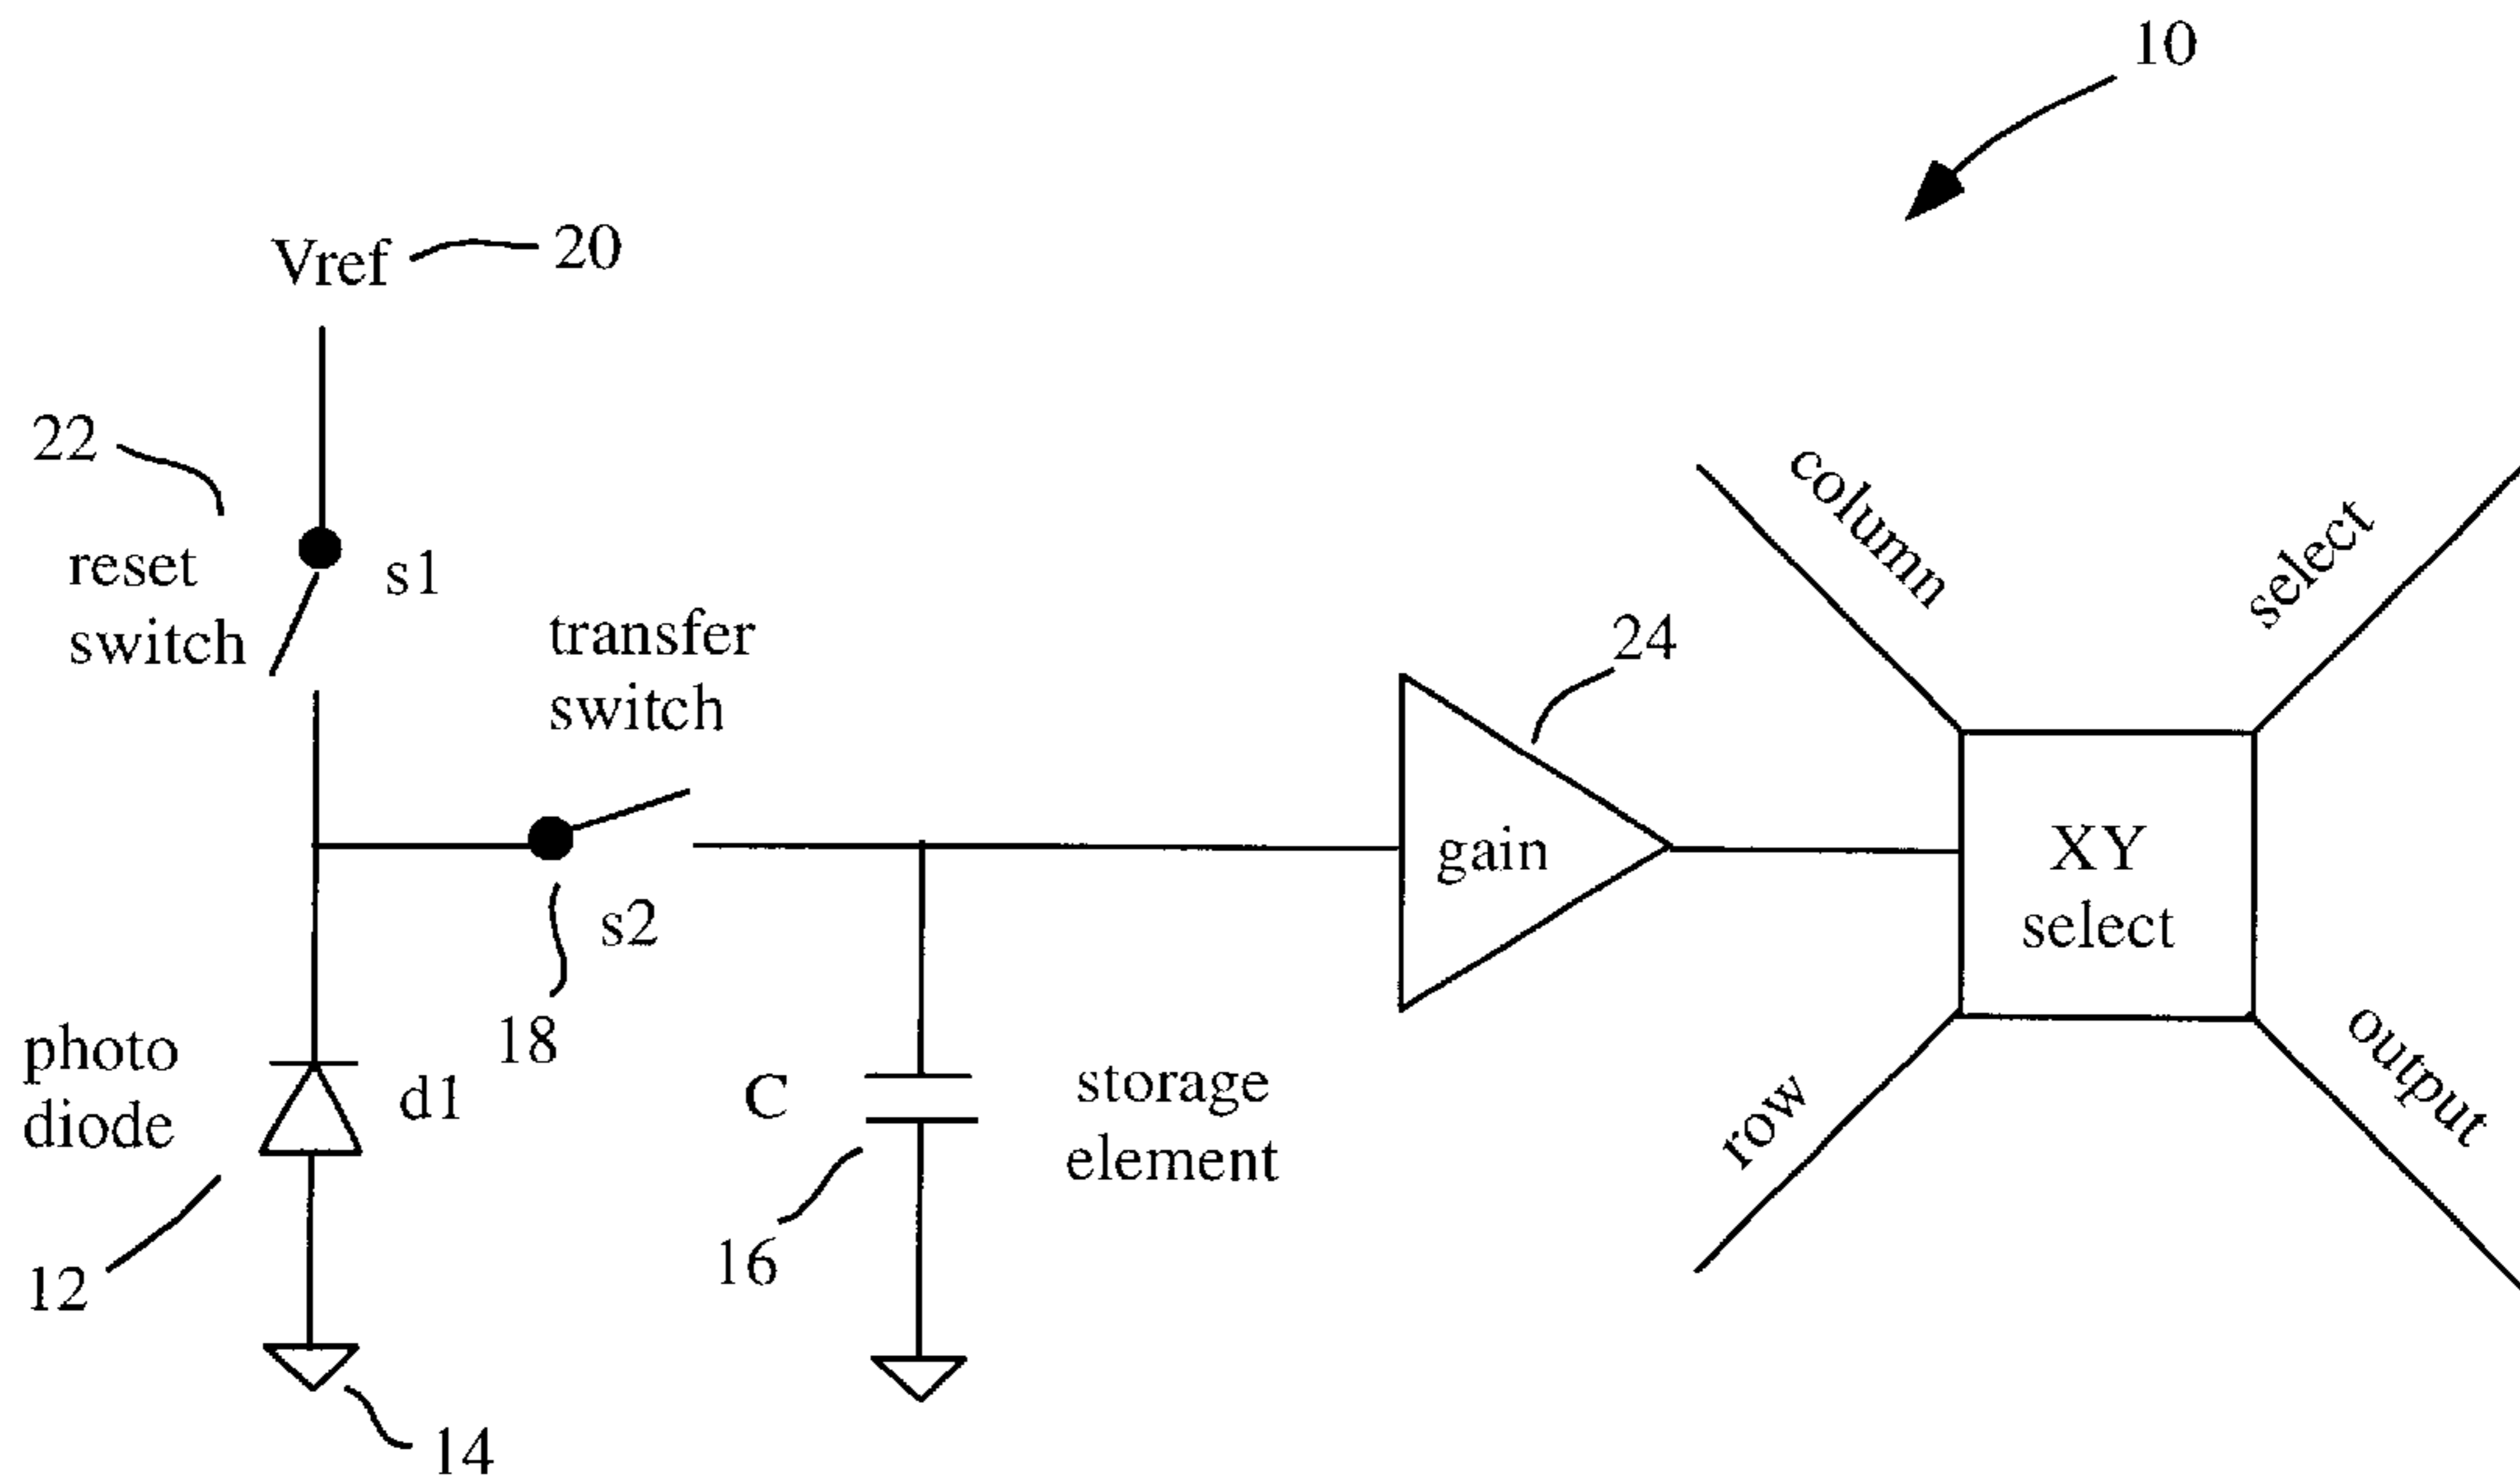 10
Vref
20
22
reset
switch
s1
transfer
switch
s2
18
photo
diode
d1
12
14
C
16
storage
element
24
gain
column
select
XY
select
row
output